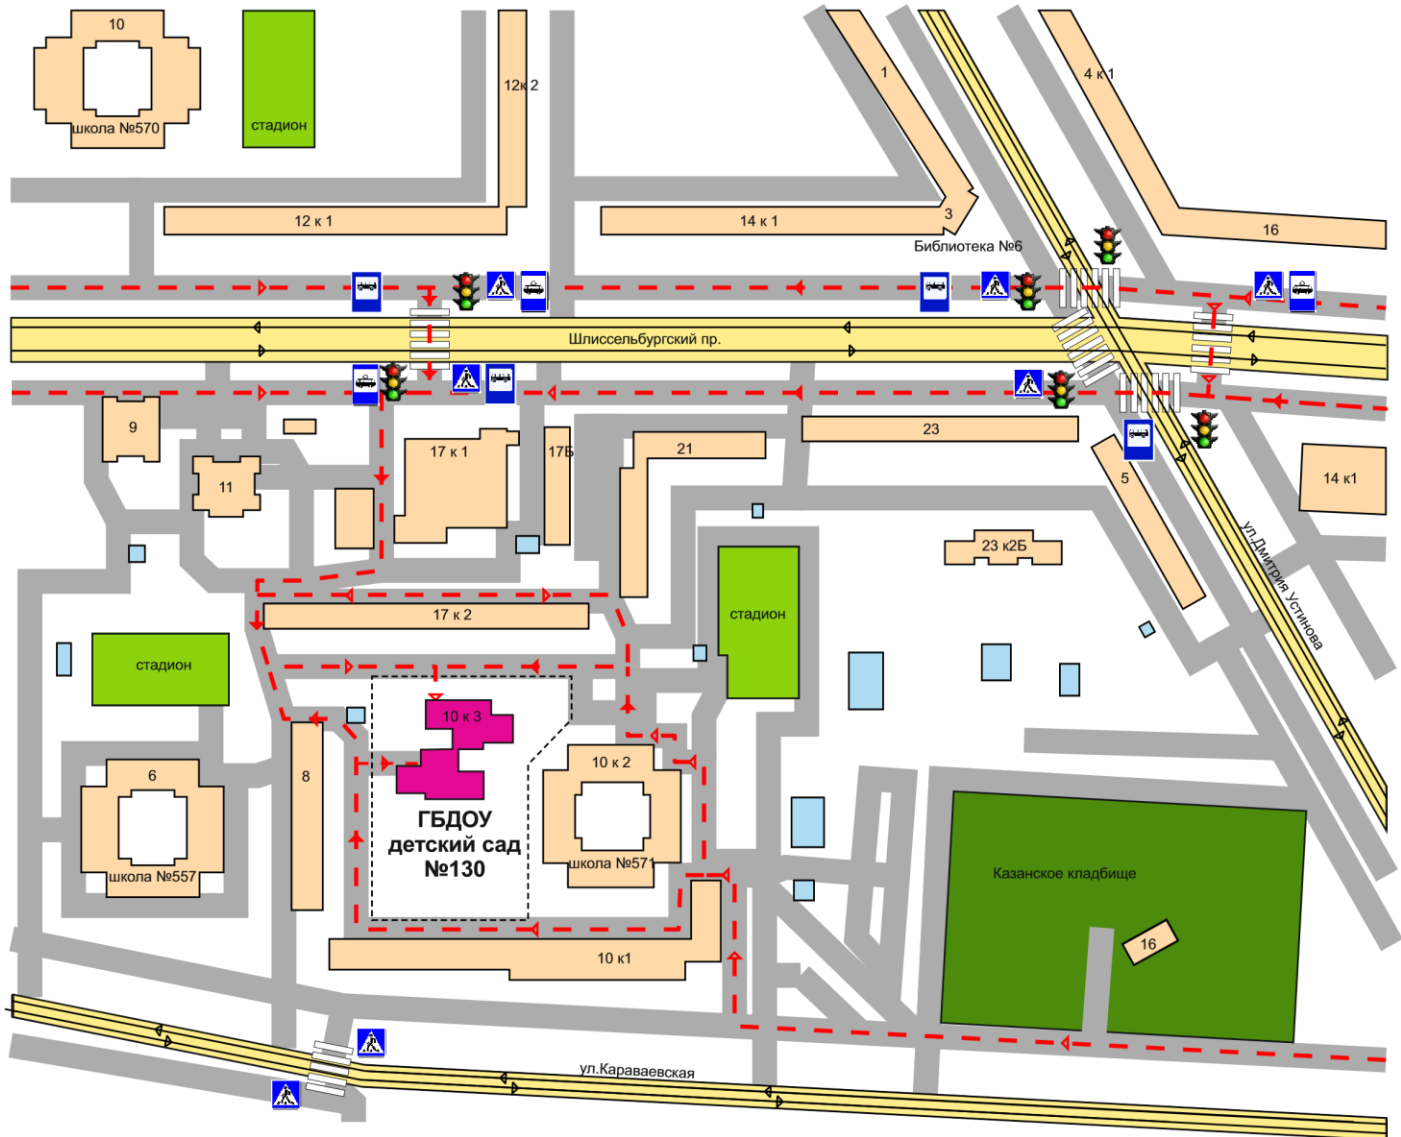 10
школа №570
стадион
12к 2
1
4 к 1
12 к 1
14 к 1
3
16
Библиотека №6
Шлиссельбургский пр.
9
17 к 1
17Б
21
23
5
14 к1
11
23 к2Б
ул.Дмитрия Устинова
17 к 2
стадион
стадион
10 к 3
6
8
10 к 2
ГБДОУ
детский сад
№130
школа №571
школа №557
Казанское кладбище
16
10 к1
ул.Караваевская